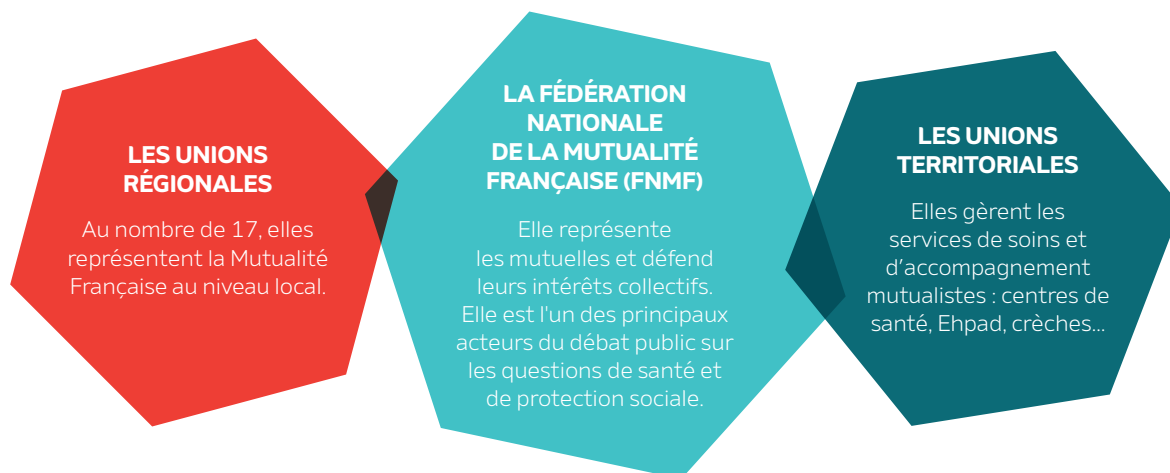 LES UNIONS
RÉGIONALES
Au nombre de 17, elles
représentent la Mutualité
Française au niveau local.
LA FÉDÉRATION
NATIONALE
DE LA MUTUALITÉ
FRANÇAISE (FNMF)
Elle représente
les mutuelles et défend
leurs intérêts collectifs.
Elle est l'un des principaux
acteurs du débat public sur
les questions de santé et
de protection sociale.
LES UNIONS
TERRITORIALES
Elles gèrent les
services de soins et
d’accompagnement
mutualistes : centres de
santé, Ehpad, crèches...